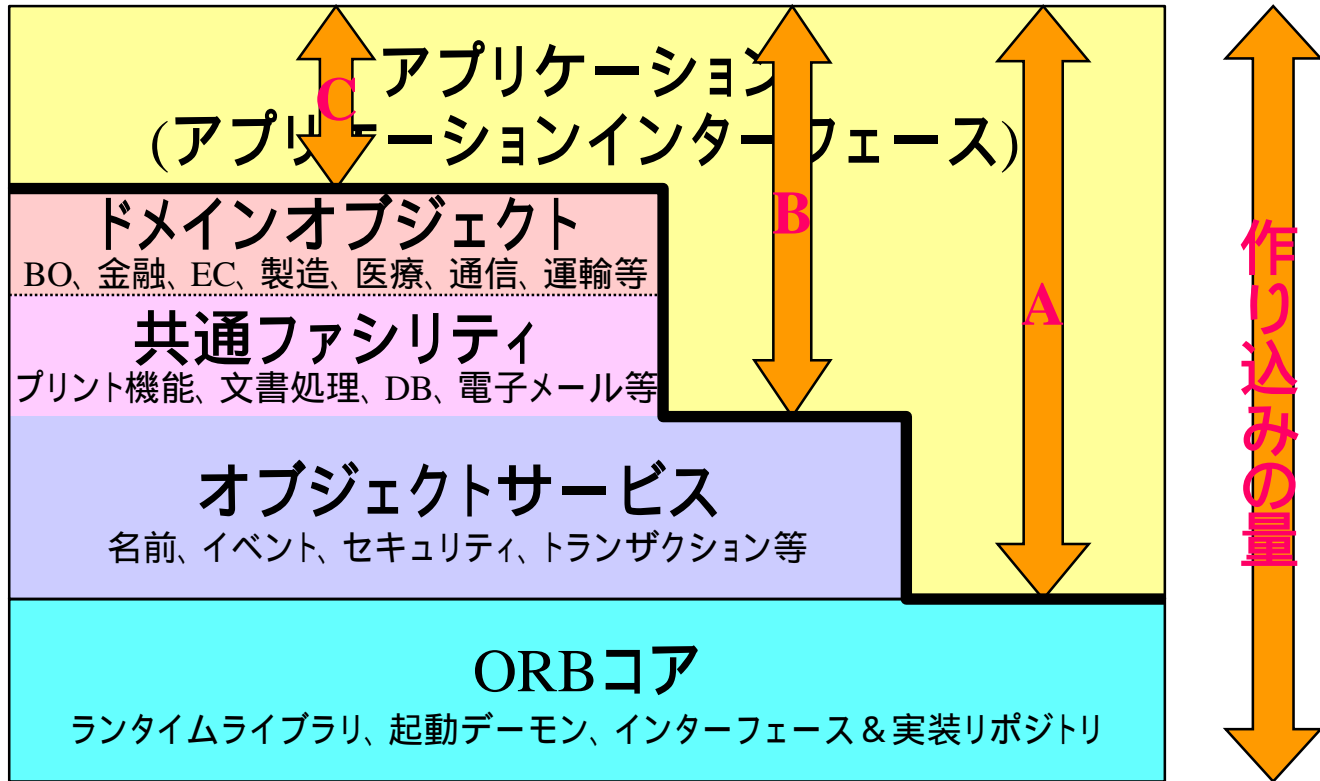 アプリケーション
(アプリケーションインターフェース)
C
B
A
ドメインオブジェクト
BO、金融、EC、製造、医療、通信、運輸等
共通ファシリティ
プリント機能、文書処理、DB、電子メール等
オブジェクトサービス
名前、イベント、セキュリティ、トランザクション等
ORBコア
ランタイムライブラリ、起動デーモン、インターフェース＆実装リポジトリ
作り込みの量